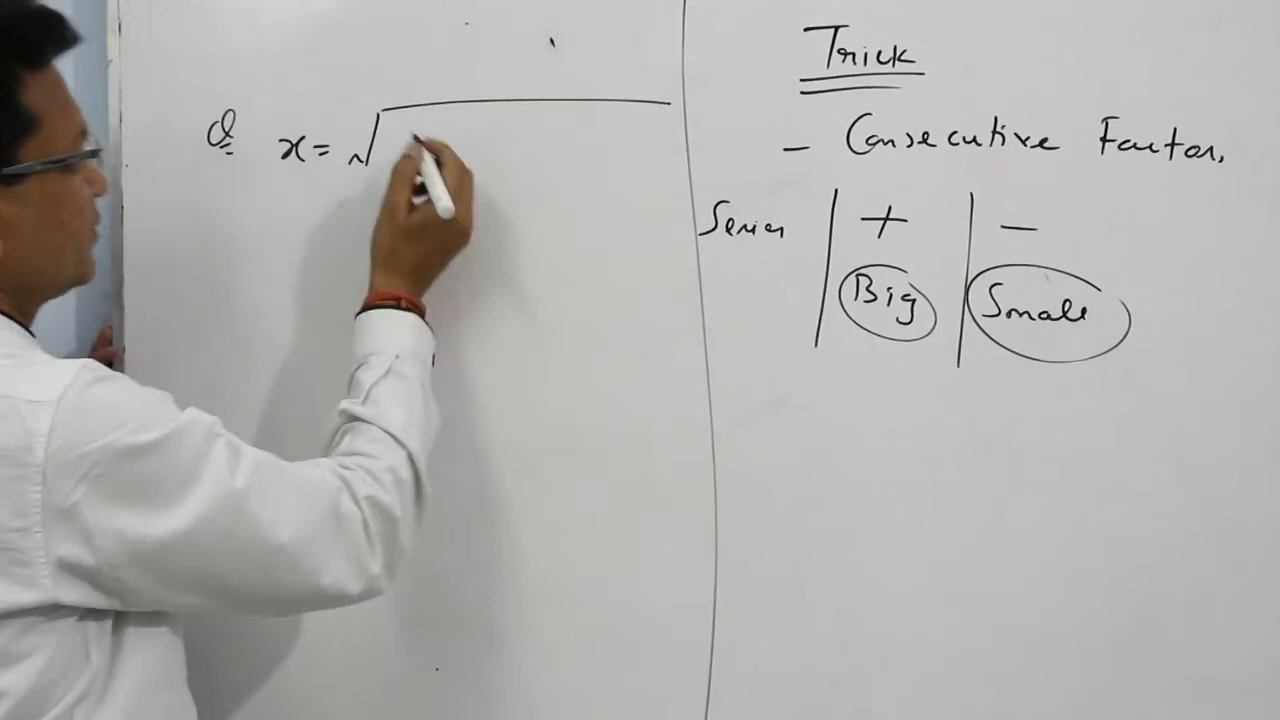 Q x = √
Trick
- Consecutive Factor.
Series + -
Big Small